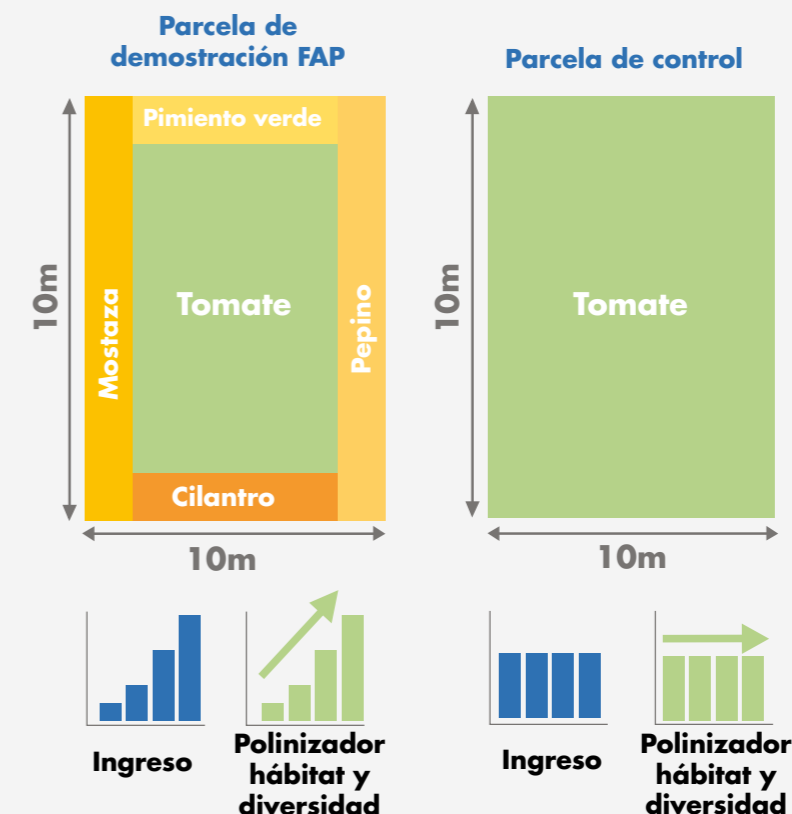 Parcela de
demostración FAP
Pimiento verde
Mostaza
Tomate
Pepino
Cilantro
10m
10m
Ingreso
Polinizador
hábitat y
diversidad
Parcela de control
Tomate
10m
10m
Ingreso
Polinizador
hábitat y
diversidad